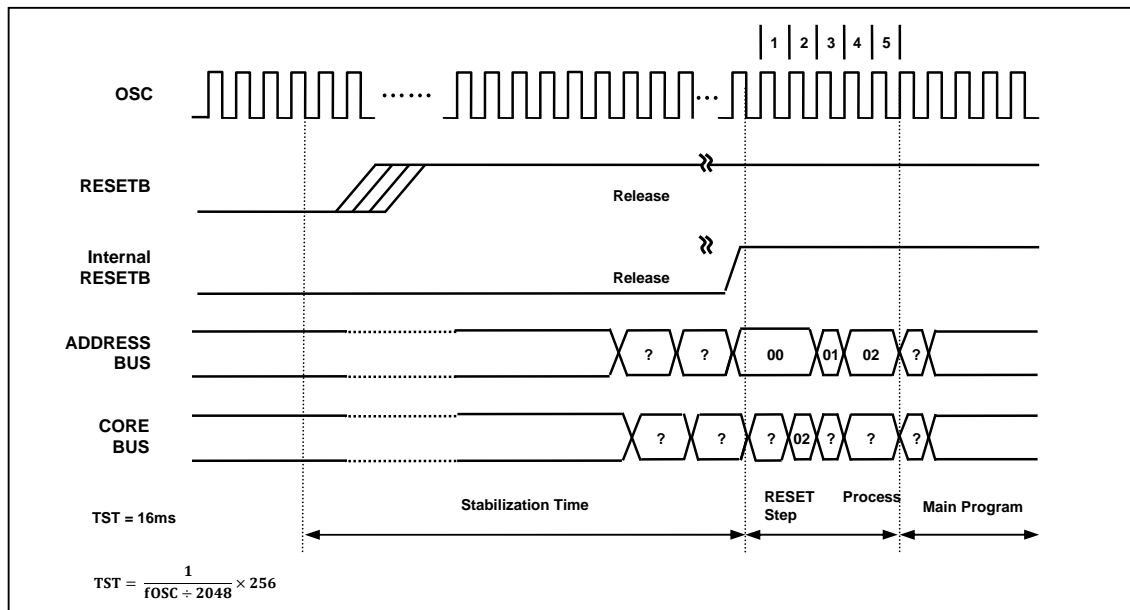 1 2 3 4 5
OSC
......
...
RESETB
Release
Internal
RESETB
Release
ADDRESS
BUS
? ? 00 01 02 ?
CORE
BUS
? ? ? 02 ? ? ?
TST = 16ms
Stabilization Time
RESET Process
Step
Main Program
TST = 1 / fOSC ÷ 2048 × 256